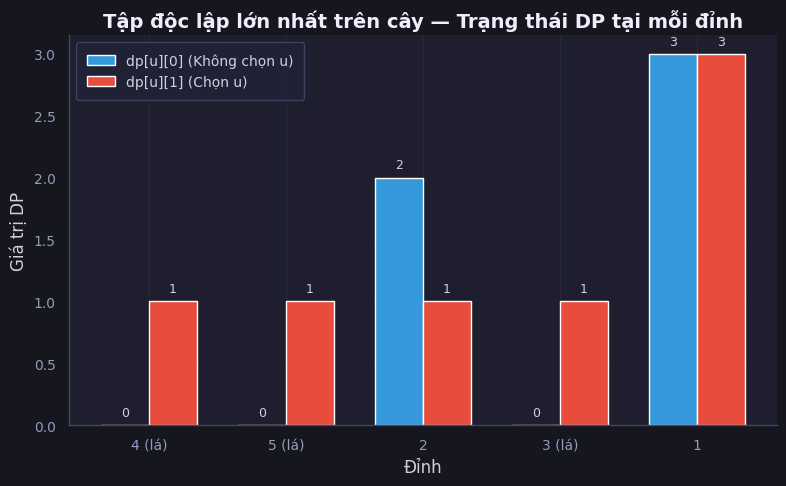 Tập độc lập lớn nhất trên cây — Trạng thái DP tại mỗi đỉnh
dp[u][0] (Không chọn u)
dp[u][1] (Chọn u)
Giá trị DP
3.0
2.5
2.0
1.5
1.0
0.5
0.0
0
1
0
1
2
1
0
1
3
3
4 (lá)
5 (lá)
2
3 (lá)
1
Đỉnh